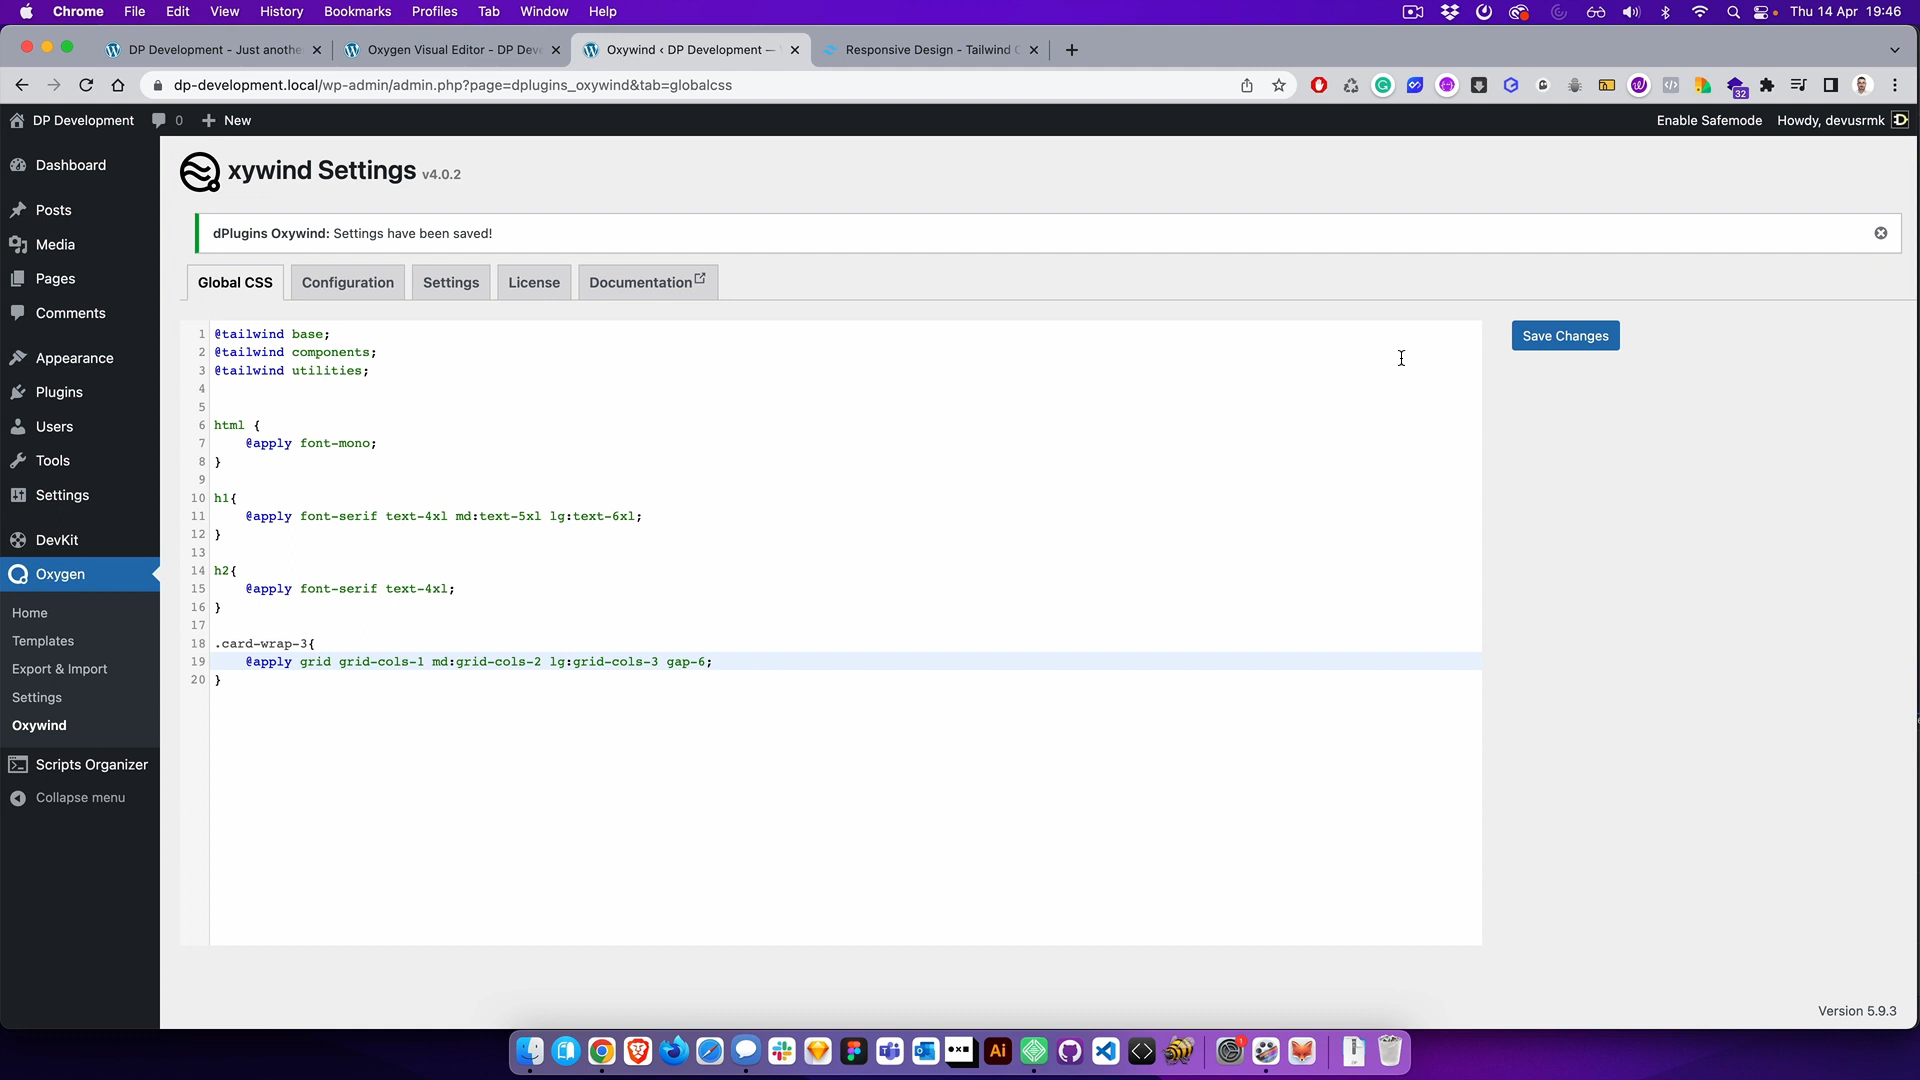 Chrome File Edit View History Bookmarks Profiles Tab Window Help Thu 14 Apr 19:46
DP Development - Just anothe
Oxygen Visual Editor - DP Deve
Oxywind ‹ DP Development —
Responsive Design - Tailwind
dp-development.local/wp-admin/admin.php?page=dplugins_oxywind&tab=globalcss
32
DP Development 0 New Enable Safemode Howdy, devusrmk
Dashboard
Posts
Media
Pages
Comments
Appearance
Plugins
Users
Tools
Settings
DevKit
Oxygen
Home
Templates
Export & Import
Settings
Oxywind
Scripts Organizer
Collapse menu
xywind Settings v4.0.2
dPlugins Oxywind: Settings have been saved!
Global CSS Configuration Settings License Documentation
Save Changes
1 @tailwind base;
2 @tailwind components;
3 @tailwind utilities;
4
5
6 html {
7 @apply font-mono;
8 }
9
10 h1{
11 @apply font-serif text-4xl md:text-5xl lg:text-6xl;
12 }
13
14 h2{
15 @apply font-serif text-4xl;
16 }
17
18 .card-wrap-3{
19 @apply grid grid-cols-1 md:grid-cols-2 lg:grid-cols-3 gap-6;
20 }
Version 5.9.3
Ai
1